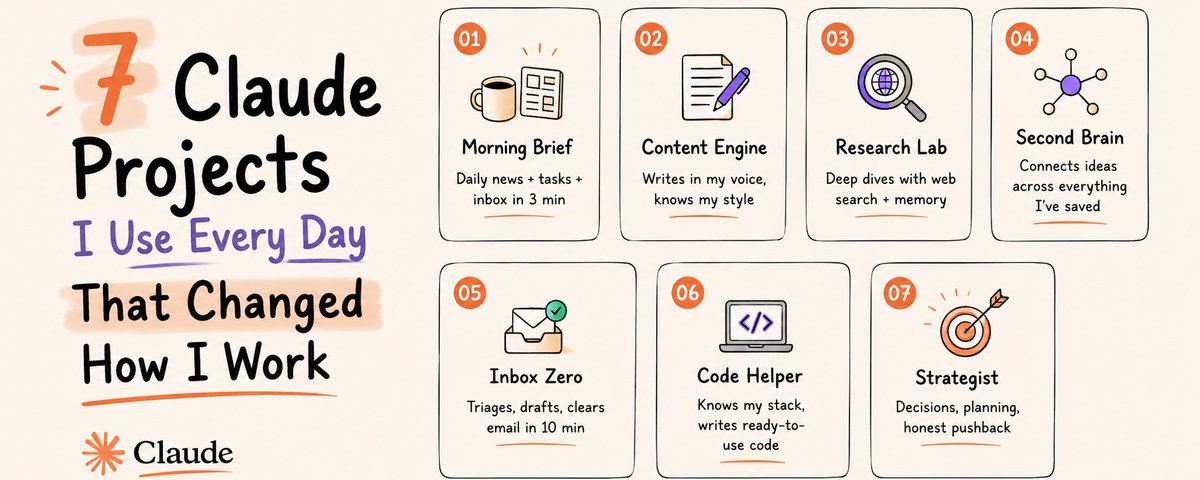 7 Claude
Projects
I Use Every Day
That Changed
How I Work
Claude
01
Morning Brief
Daily news + tasks +
inbox in 3 min
02
Content Engine
Writes in my voice,
knows my style
03
Research Lab
Deep dives with web
search + memory
04
Second Brain
Connects ideas
across everything
I've saved
05
Inbox Zero
Triages, drafts, clears
email in 10 min
06
</>
Code Helper
Knows my stack,
writes ready-to-
use code
07
Strategist
Decisions, planning,
honest pushback